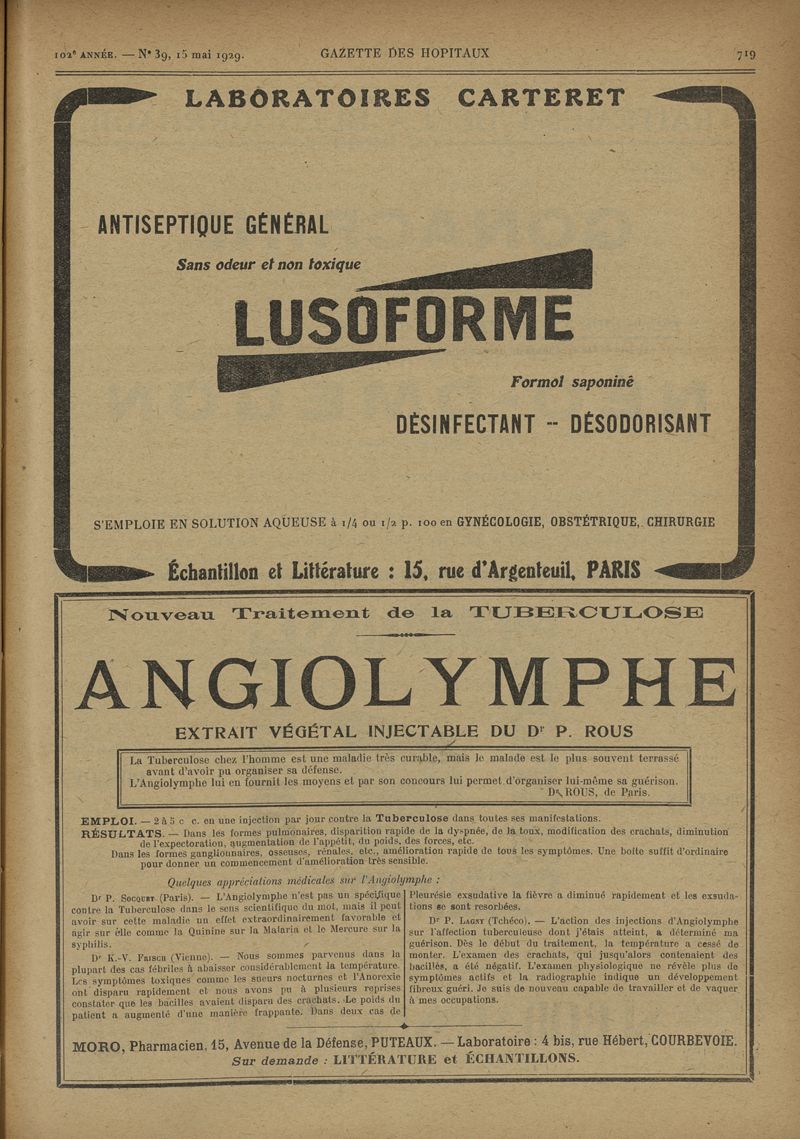 102e ANNÉE. — N° 39, 15 mai 1929.
GAZETTE DES HOPITAUX
719
LABORATOIRES CARTERET
ANTISEPTIQUE GÉNÉRAL
Sans odeur et non toxique
LUSOFORME
Formol saponiné
DÉSINFECTANT -- DÉSODORISANT
S'EMPLOIE EN SOLUTION AQUEUSE à 1/4 ou 1/2 p. 100 en GYNÉCOLOGIE, OBSTÉTRIQUE, CHIRURGIE
Échantillon et Littérature : 15, rue d'Argenteuil, PARIS
Nouveau Traitement de la TUBERCULOSE
ANGIOLYMPHE
EXTRAIT VÉGÉTAL INJECTABLE DU Dr P. ROUS
La Tuberculose chez l'homme est une maladie très curable, mais le malade est le plus souvent terrassé
avant d'avoir pu organiser sa défense.
L'Angiolymphe lui en fournit les moyens et par son concours lui permet d'organiser lui-même sa guérison.
Dr ROUS, de Paris.
EMPLOI. — 2 à 5 c. c. en une injection par jour contre la Tuberculose dans toutes ses manifestations.
RÉSULTATS. — Dans les formes pulmonaires, disparition rapide de la dyspnée, de la toux, modification des crachats, diminution
de l'expectoration, augmentation de l'appétit, du poids, des forces, etc.
Dans les formes ganglionnaires, osseuses, rénales, etc., amélioration rapide de tous les symptômes. Une boîte suffit d'ordinaire
pour donner un commencement d'amélioration très sensible.
Quelques appréciations médicales sur l'Angiolymphe :
Dr P. SOCQUET (Paris). — L'Angiolymphe n'est pas un spécifique
contre la Tuberculose dans le sens scientifique du mot, mais il peut
avoir sur cette maladie un effet extraordinairement favorable et
agir sur elle comme la Quinine sur la Malaria et le Mercure sur la
syphilis.
Dr K.-V. FRISCH (Vienne). — Nous sommes parvenus dans la
plupart des cas fébriles à abaisser considérablement la température.
Les symptômes toxiques comme les sueurs nocturnes et l'Anorexie
ont disparu rapidement et nous avons pu à plusieurs reprises
constater que les bacilles avaient disparu des crachats. Le poids du
patient a augmenté d'une manière frappante. Dans deux cas de
Pleurésie exsudative la fièvre a diminué rapidement et les exsuda-
tions se sont resorbées.
Dr P. LAGSY (Tchéco). — L'action des injections d'Angiolymphe
sur l'affection tuberculeuse dont j'étais atteint, a déterminé ma
guérison. Dès le début du traitement, la température a cessé de
monter. L'examen des crachats, qui jusqu'alors contenaient des
bacilles, a été négatif. L'examen physiologique ne révèle plus de
symptômes actifs et la radiographie indique un développement
fibreux guéri. Je suis de nouveau capable de travailler et de vaquer
à mes occupations.
MORO, Pharmacien, 15, Avenue de la Défense, PUTEAUX. — Laboratoire : 4 bis, rue Hébert, COURBEVOIE.
Sur demande : LITTÉRATURE et ÉCHANTILLONS.